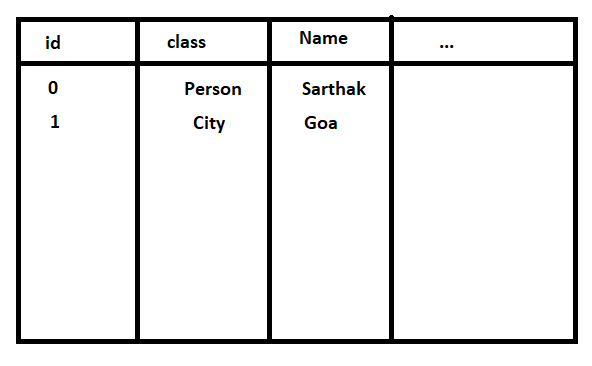 id class Name ...
0 Person Sarthak
1 City Goa